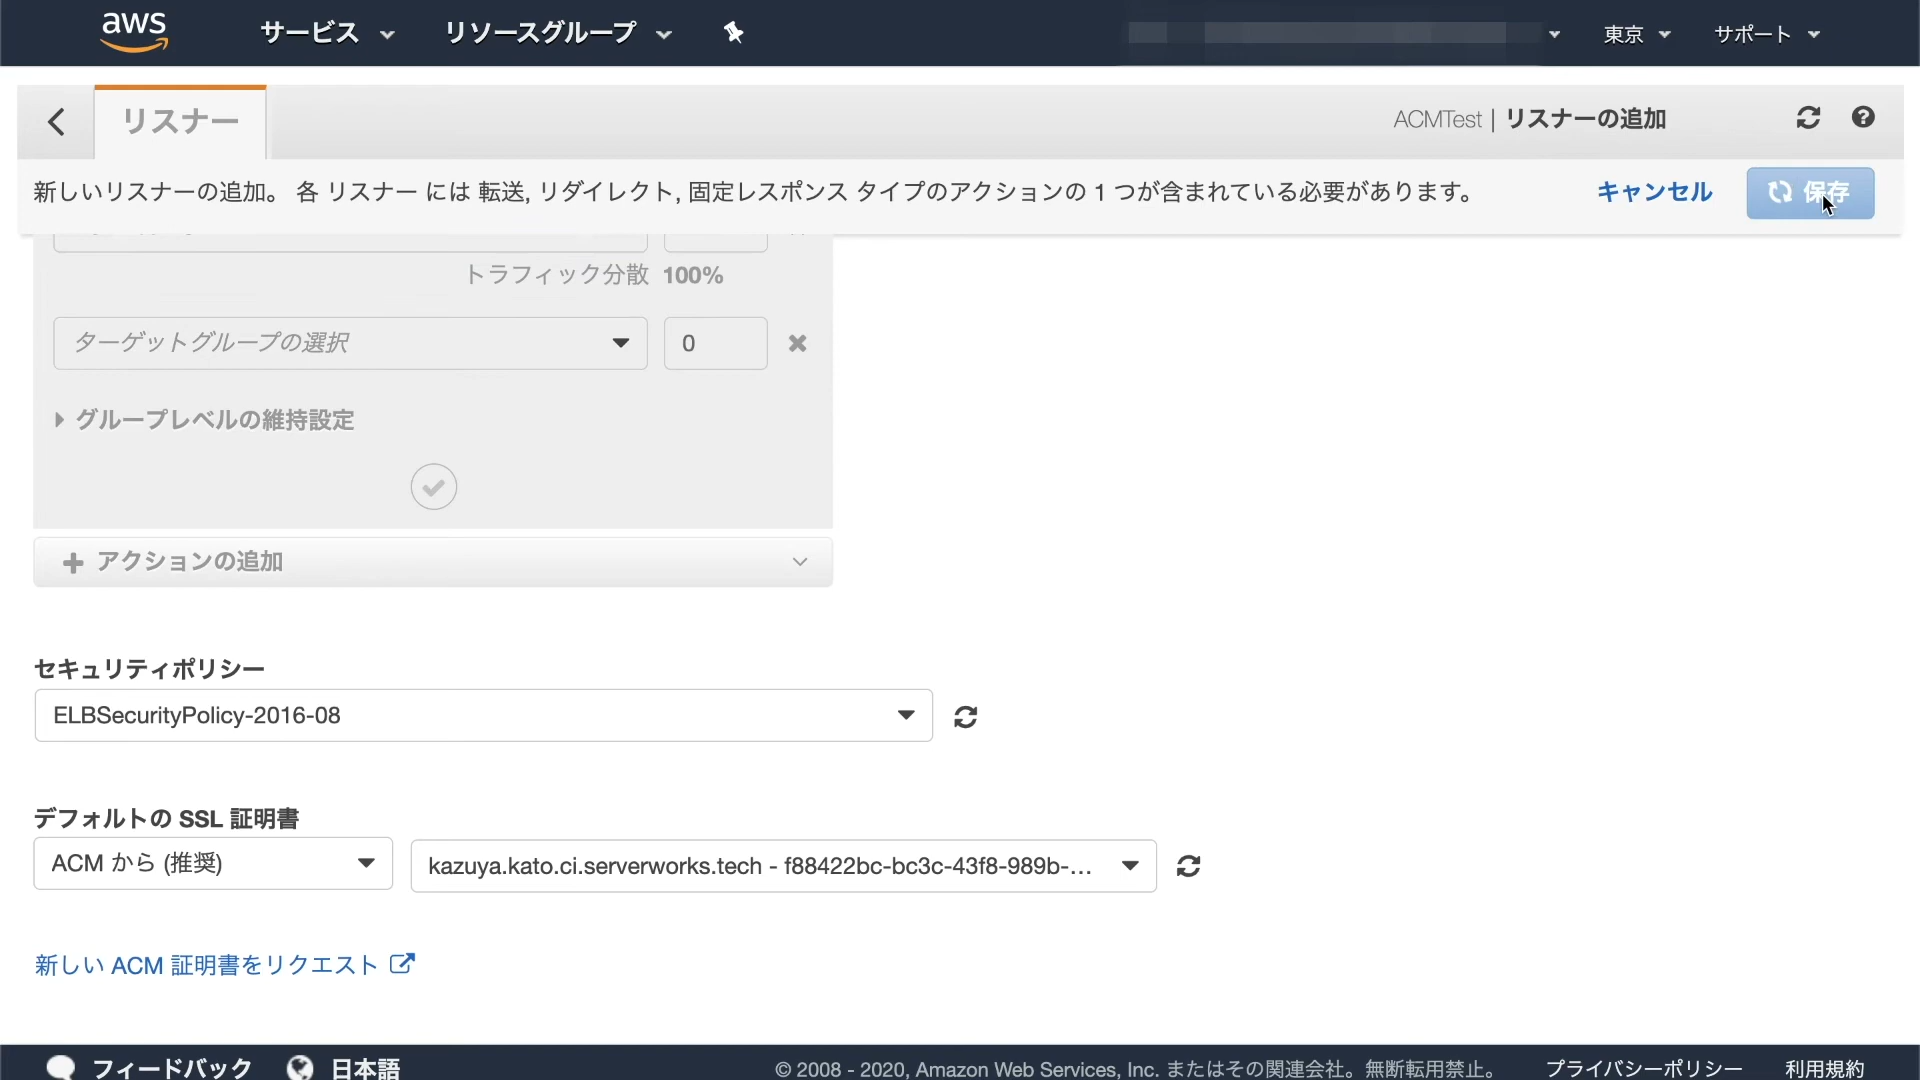 aws サービス リソースグループ 東京 サポート
リスナー ACMTest | リスナーの追加
新しいリスナーの追加。 各 リスナー には 転送, リダイレクト, 固定レスポンス タイプのアクションの 1 つが含まれている必要があります。 キャンセル 保存
トラフィック分散 100%
ターゲットグループの選択 0
グループレベルの維持設定
アクションの追加
セキュリティポリシー
ELBSecurityPolicy-2016-08
デフォルトの SSL 証明書
ACM から (推奨) kazuya.kato.ci.serverworks.tech - f88422bc-bc3c-43f8-989b-...
新しい ACM 証明書をリクエスト
フィードバック 日本語 © 2008 - 2020, Amazon Web Services, Inc. またはその関連会社。無断転用禁止。 プライバシーポリシー 利用規約